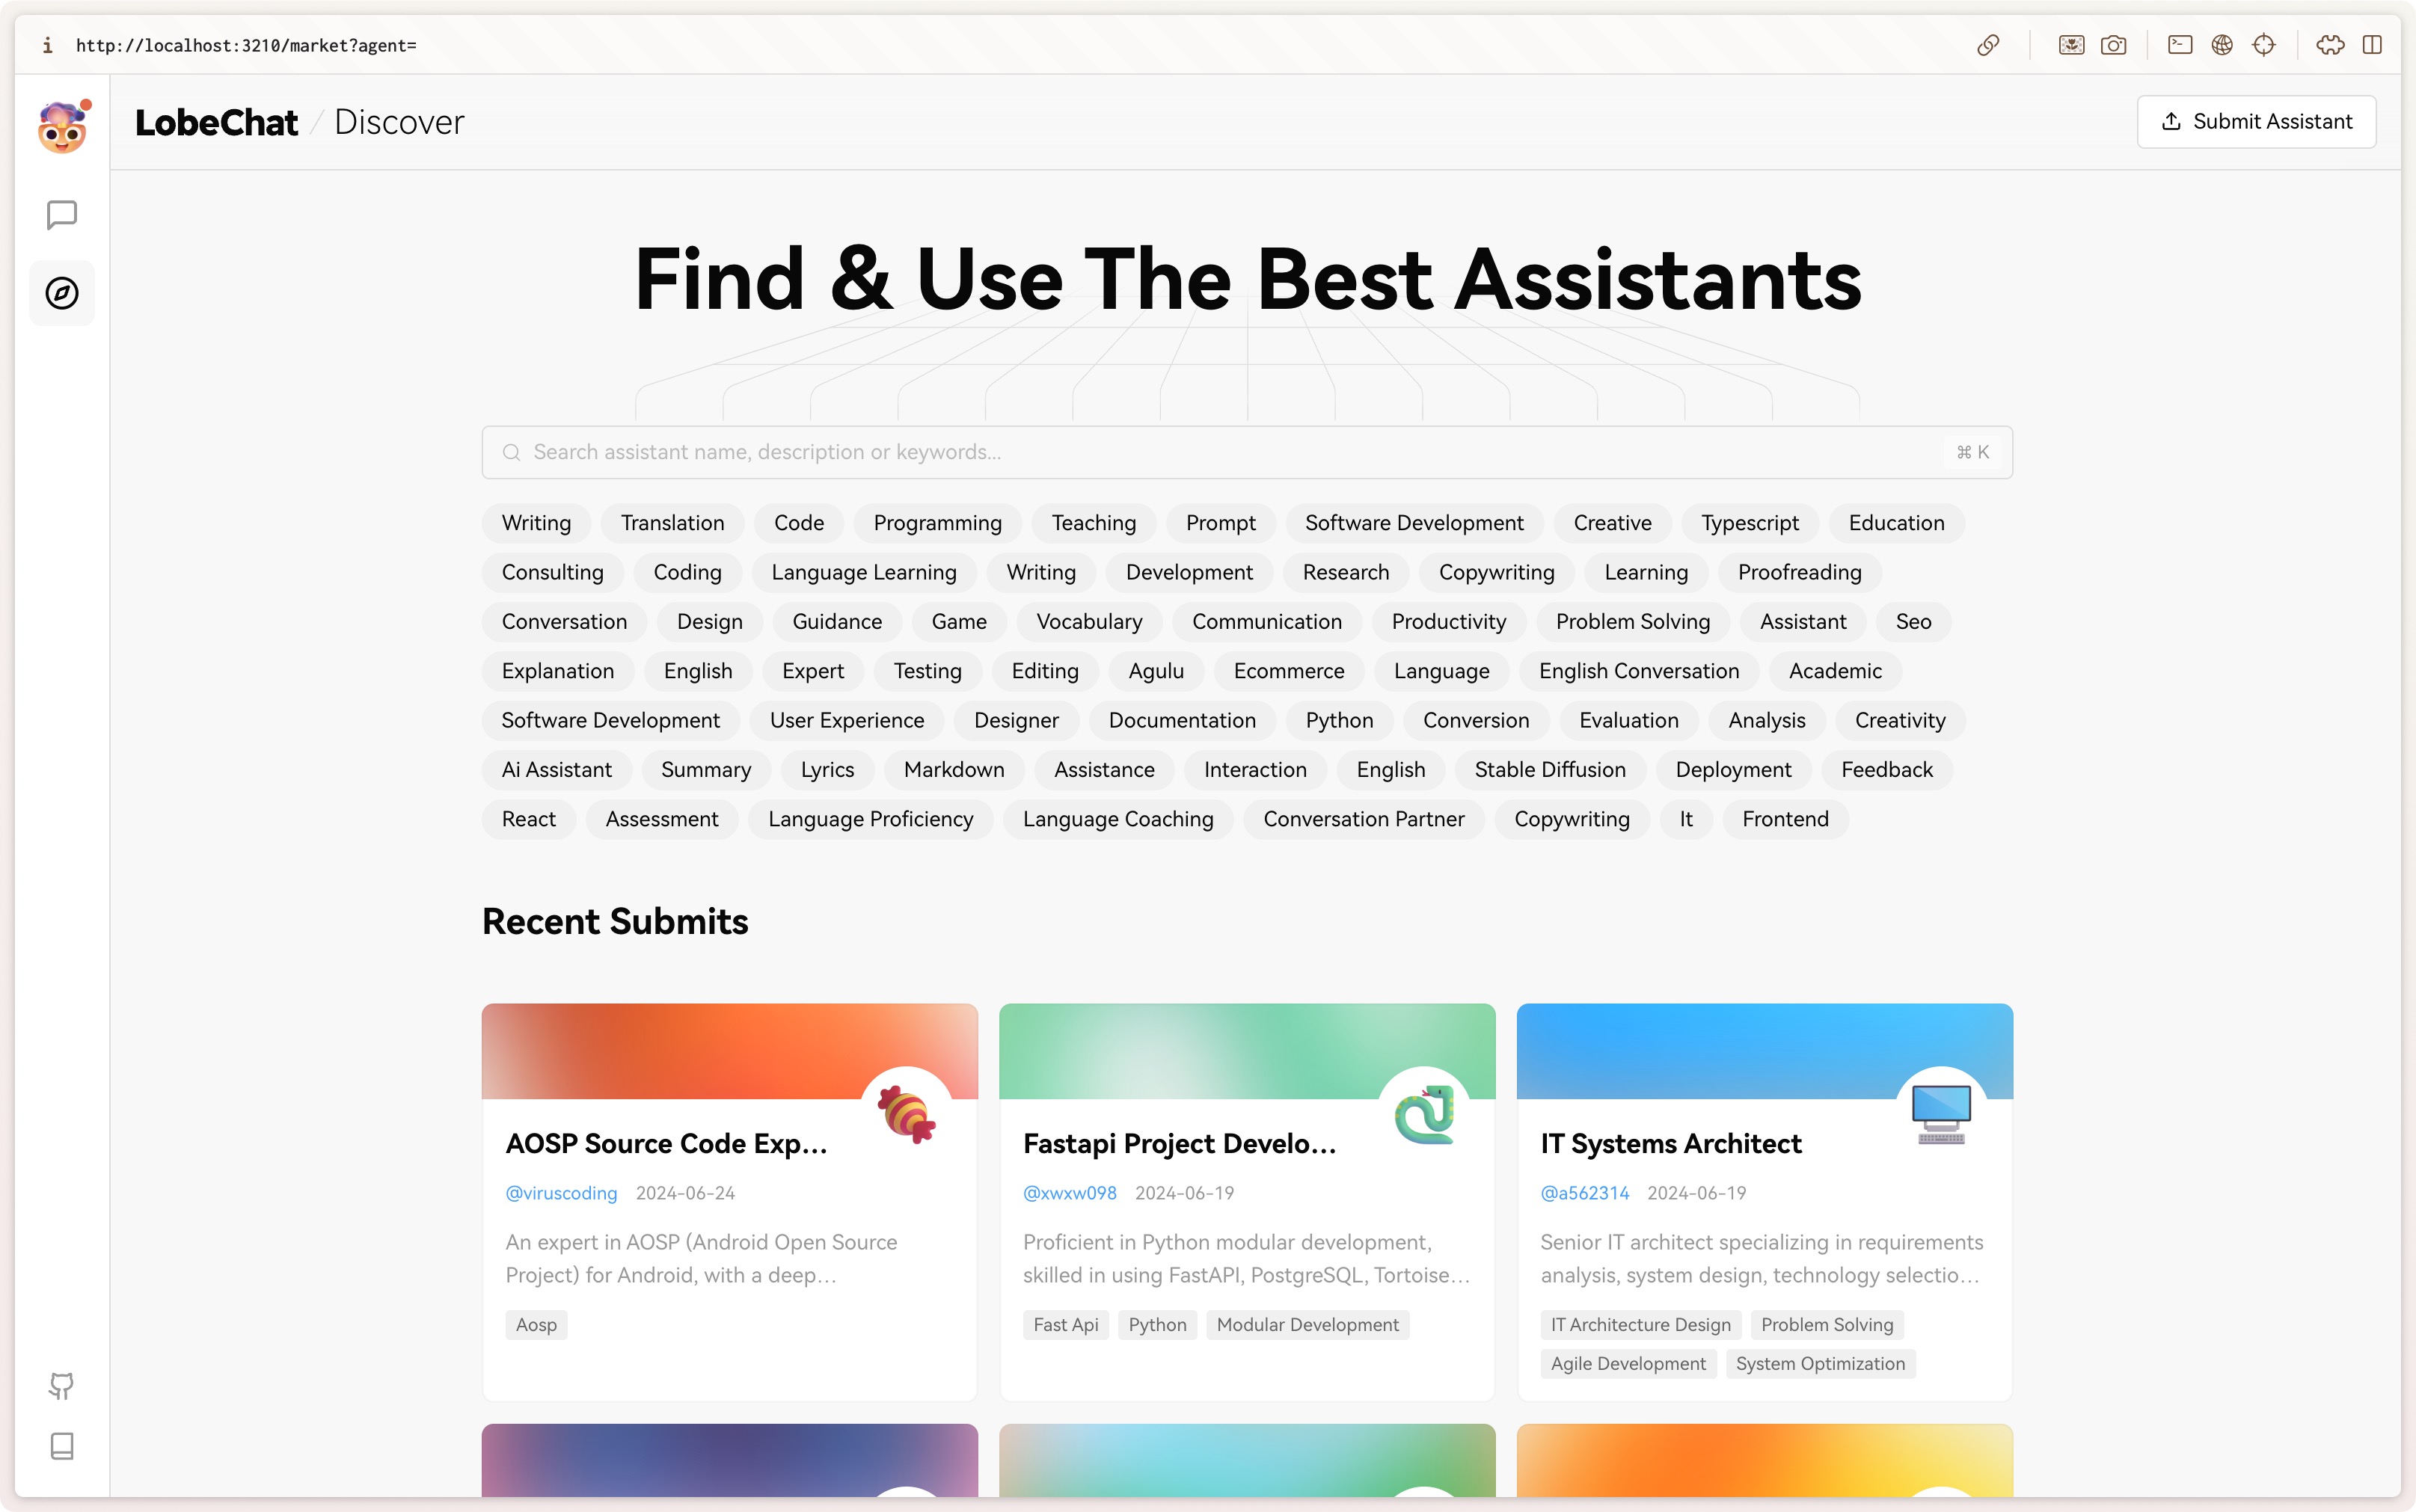 i http://localhost:3210/market?agent=
LobeChat / Discover
Submit Assistant
Find & Use The Best Assistants
Search assistant name, description or keywords...
⌘ K
Writing Translation Code Programming Teaching Prompt Software Development Creative Typescript Education
Consulting Coding Language Learning Writing Development Research Copywriting Learning Proofreading
Conversation Design Guidance Game Vocabulary Communication Productivity Problem Solving Assistant Seo
Explanation English Expert Testing Editing Agulu Ecommerce Language English Conversation Academic
Software Development User Experience Designer Documentation Python Conversion Evaluation Analysis Creativity
Ai Assistant Summary Lyrics Markdown Assistance Interaction English Stable Diffusion Deployment Feedback
React Assessment Language Proficiency Language Coaching Conversation Partner Copywriting It Frontend
Recent Submits
AOSP Source Code Exp...
@viruscoding 2024-06-24
An expert in AOSP (Android Open Source
Project) for Android, with a deep...
Aosp
Fastapi Project Develo...
@xwxw098 2024-06-19
Proficient in Python modular development,
skilled in using FastAPI, PostgreSQL, Tortoise...
Fast Api Python Modular Development
IT Systems Architect
@a562314 2024-06-19
Senior IT architect specializing in requirements
analysis, system design, technology selectio...
IT Architecture Design Problem Solving
Agile Development System Optimization